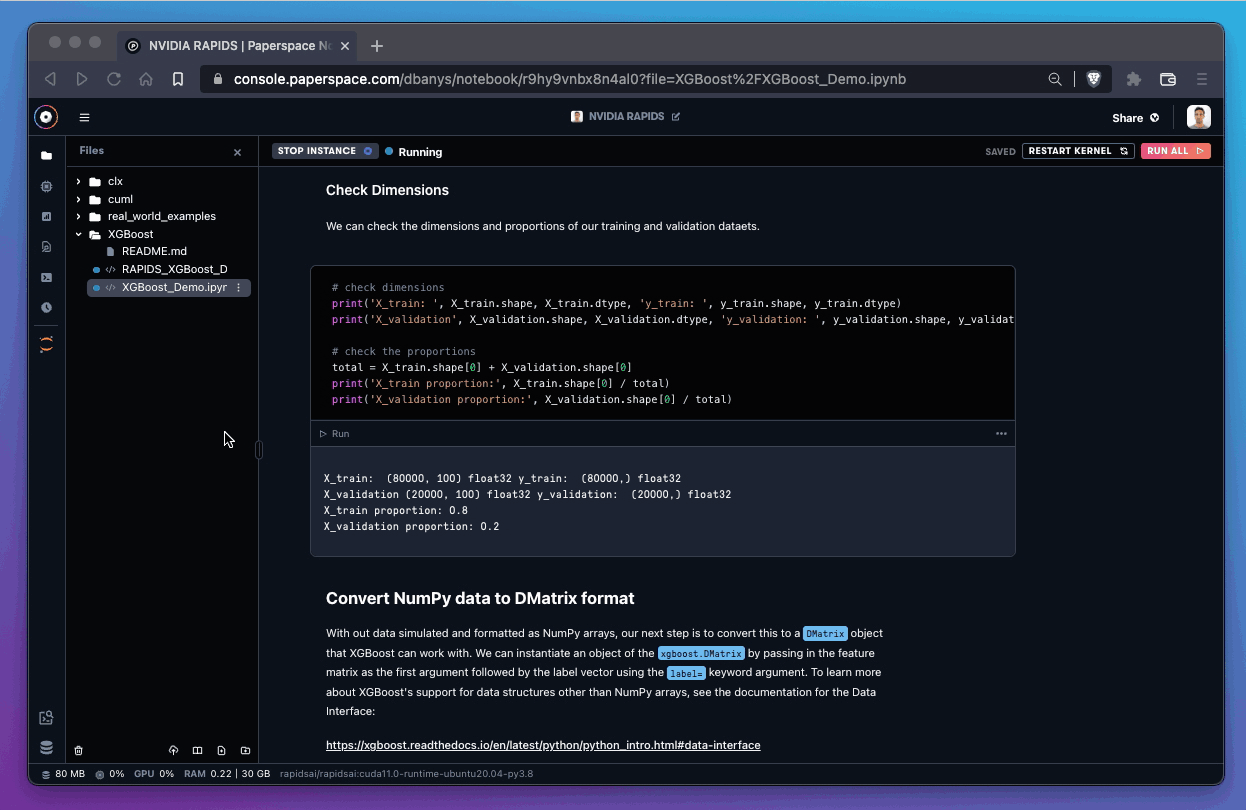 NVIDIA RAPIDS | Paperspace No
console.paperspace.com/dbanys/notebook/r9hy9vnbx8n4al0?file=XGBoost%2FXGBoost_Demo.ipynb
NVIDIA RAPIDS
Share
Files
STOP INSTANCE
Running
SAVED
RESTART KERNEL
RUN ALL
clx
cuml
real_world_examples
XGBoost
README.md
RAPIDS_XGBoost_D
XGBoost_Demo.ipyr
Check Dimensions
We can check the dimensions and proportions of our training and validation dataets.
# check dimensions
print('X_train: ', X_train.shape, X_train.dtype, 'y_train: ', y_train.shape, y_train.dtype)
print('X_validation', X_validation.shape, X_validation.dtype, 'y_validation: ', y_validation.shape, y_validat
# check the proportions
total = X_train.shape[0] + X_validation.shape[0]
print('X_train proportion:', X_train.shape[0] / total)
print('X_validation proportion:', X_validation.shape[0] / total)
Run
X_train:  (80000, 100) float32 y_train:  (80000,) float32
X_validation (20000, 100) float32 y_validation:  (20000,) float32
X_train proportion: 0.8
X_validation proportion: 0.2
Convert NumPy data to DMatrix format
With out data simulated and formatted as NumPy arrays, our next step is to convert this to a DMatrix object
that XGBoost can work with. We can instantiate an object of the xgboost.DMatrix by passing in the feature
matrix as the first argument followed by the label vector using the label= keyword argument. To learn more
about XGBoost's support for data structures other than NumPy arrays, see the documentation for the Data
Interface:
https://xgboost.readthedocs.io/en/latest/python/python_intro.html#data-interface
80 MB 0% GPU 0% RAM 0.22 | 30 GB rapidsai/rapidsai:cuda11.0-runtime-ubuntu20.04-py3.8